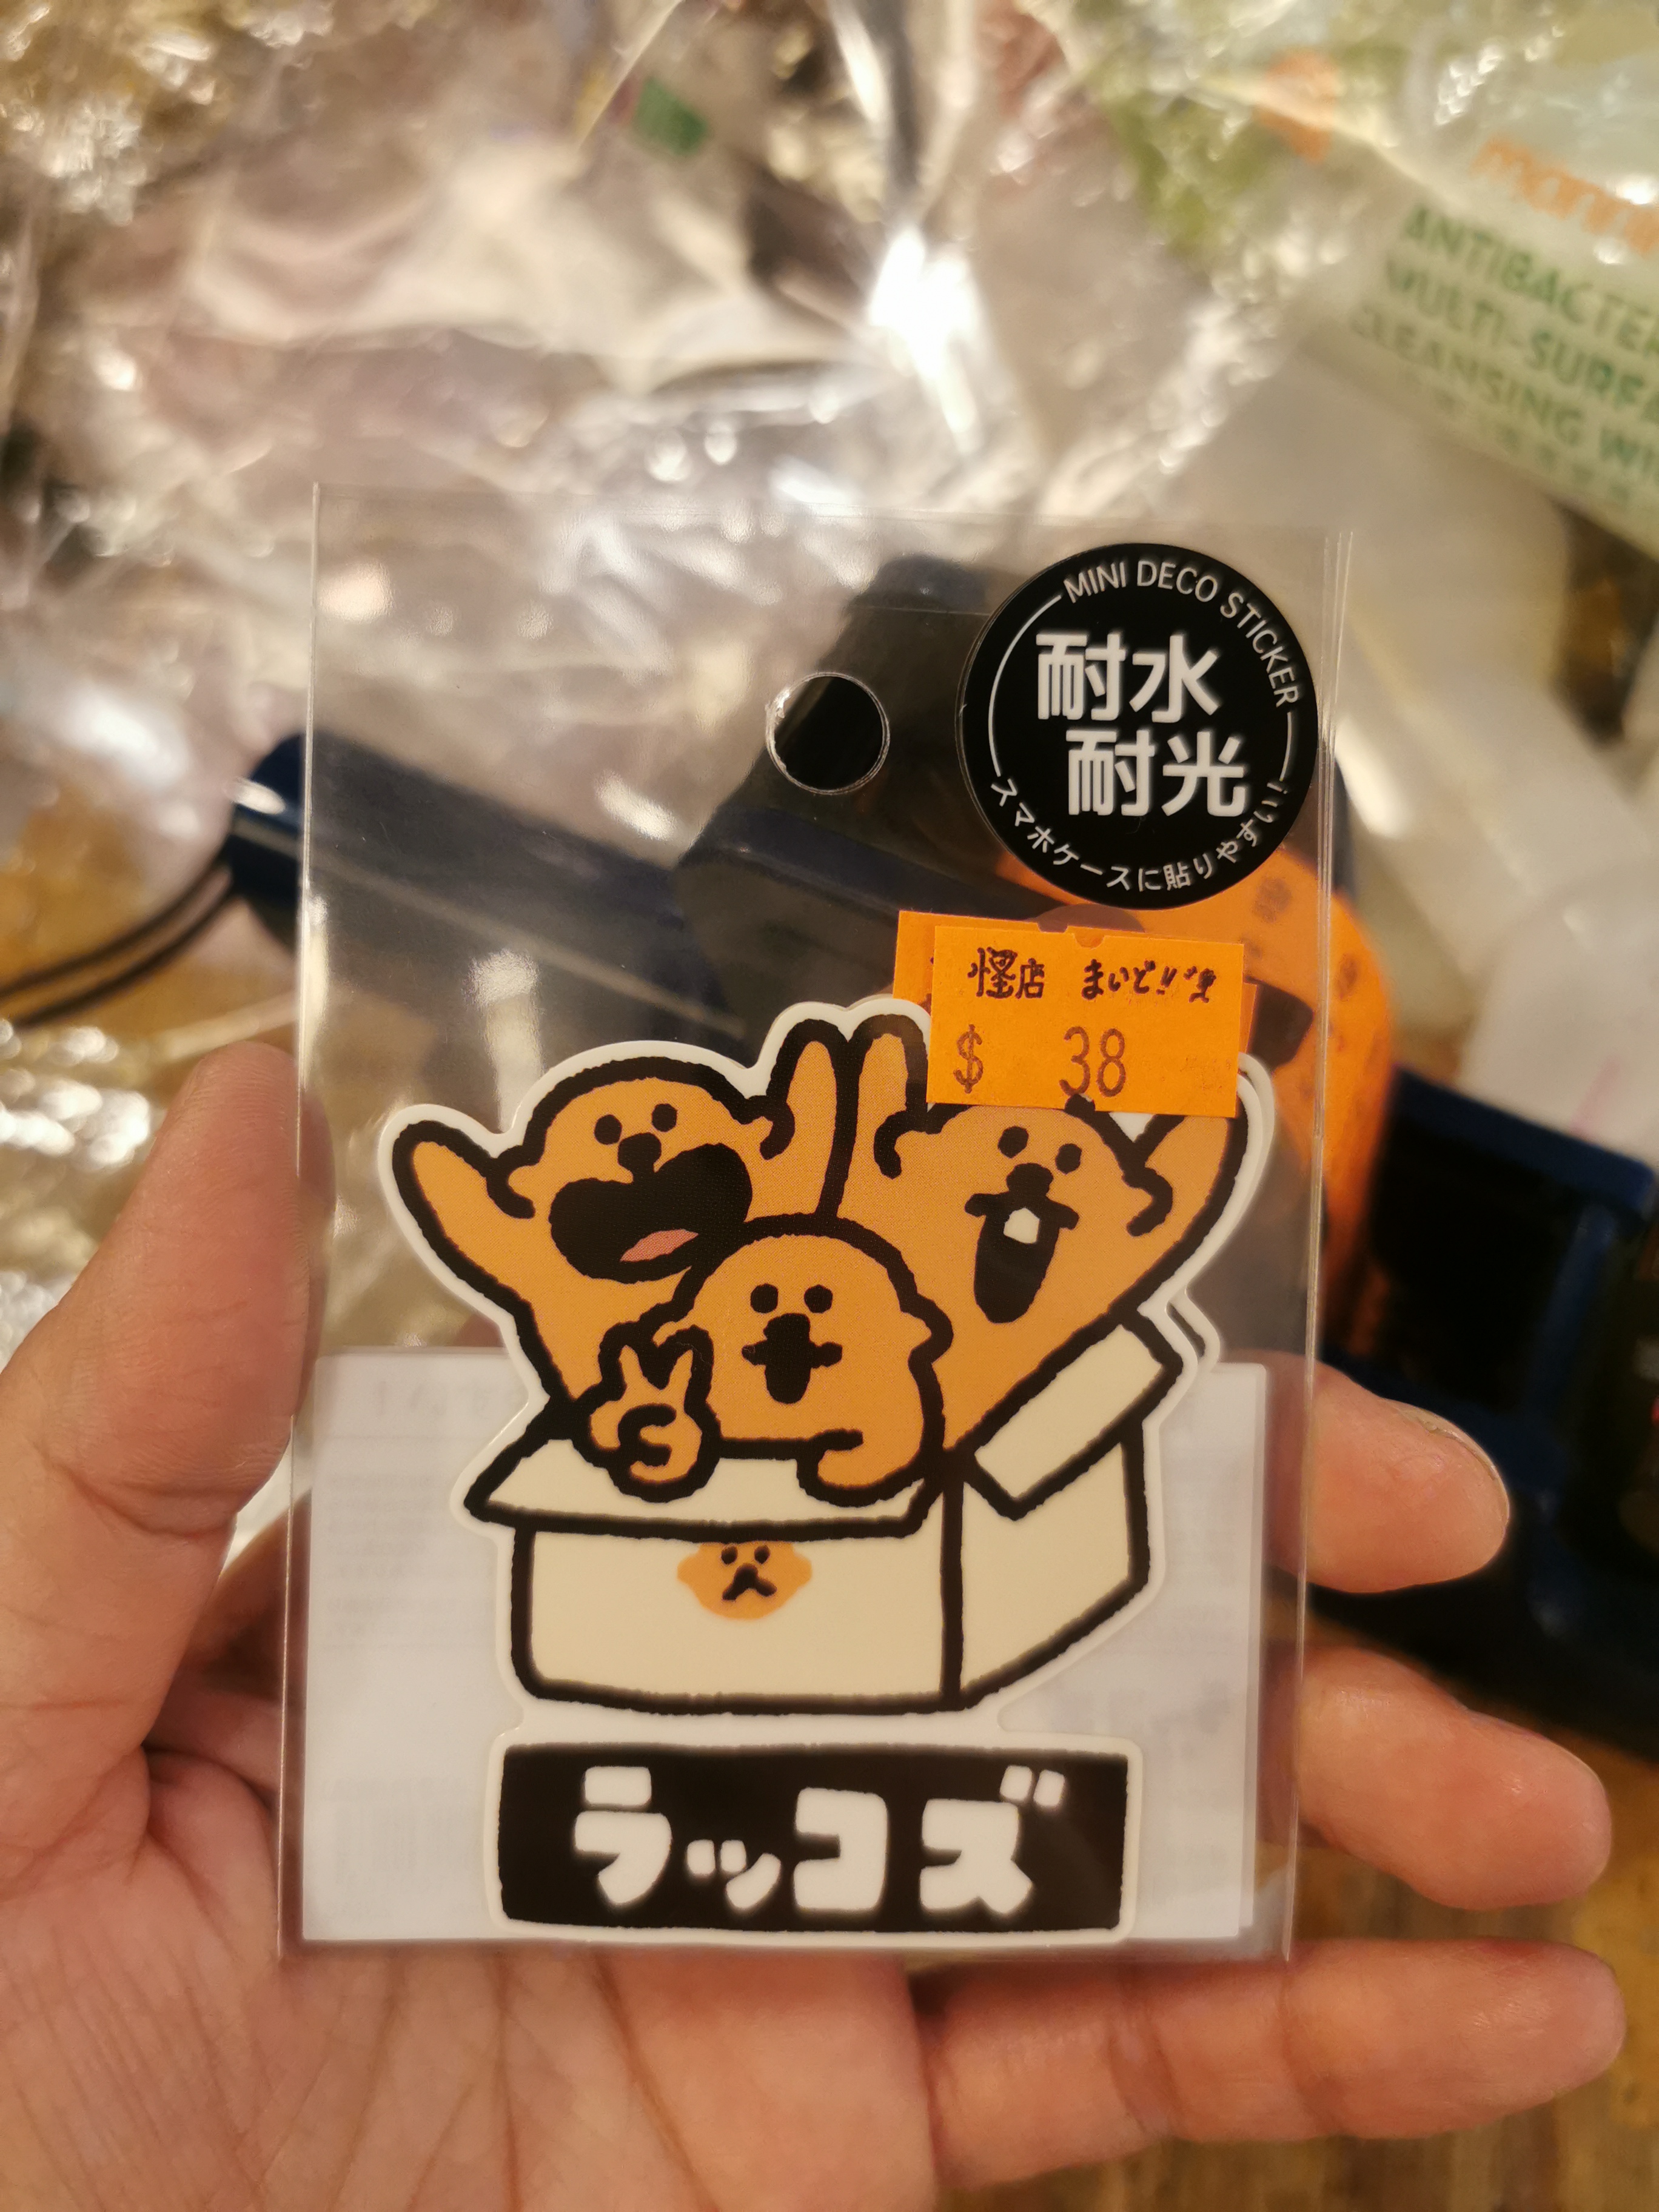 MINI DECO STICKER
耐水
耐光
スマホケースに貼りやすい!
怪店 まいど!!
$ 38
ラッコズ
ANTIBACTER
MULTI-SURFA
CLEANSING WI